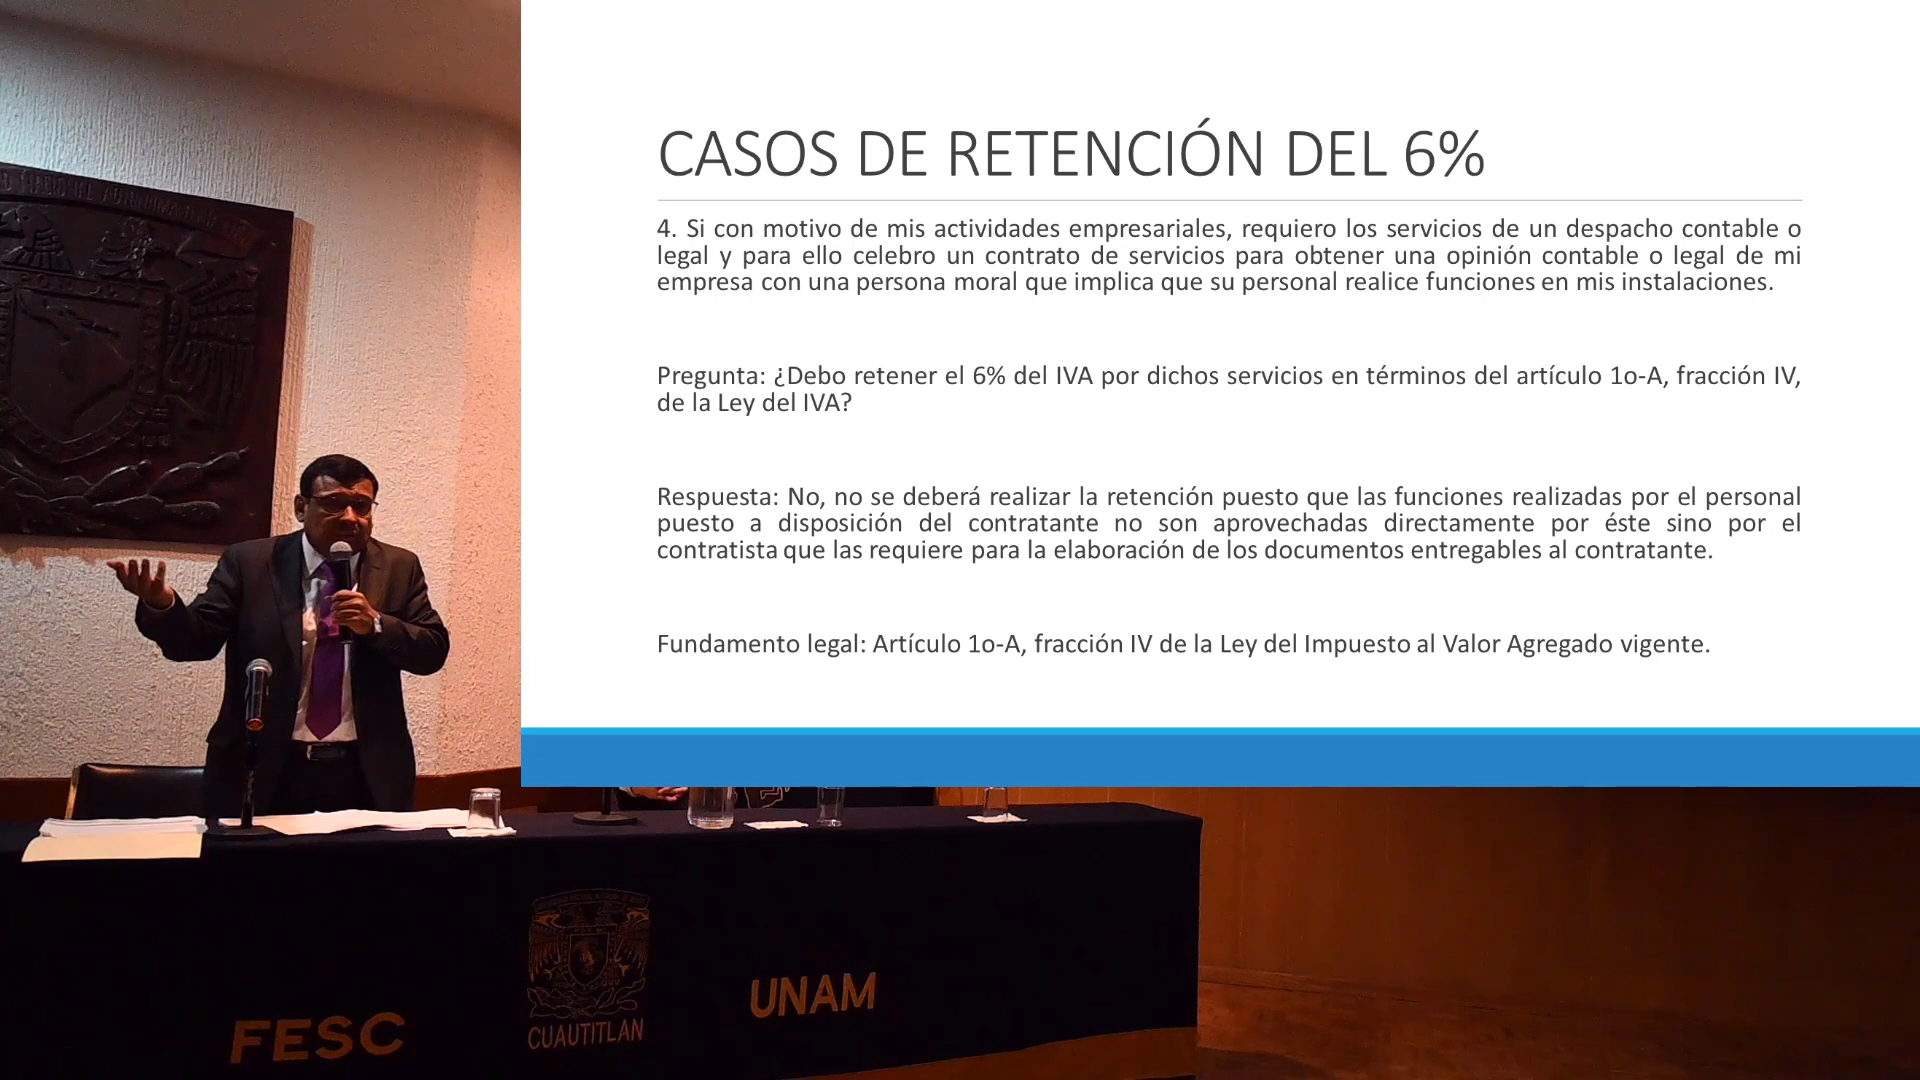 CASOS DE RETENCIÓN DEL 6%
4. Si con motivo de mis actividades empresariales, requiero los servicios de un despacho contable o
legal y para ello celebro un contrato de servicios para obtener una opinión contable o legal de mi
empresa con una persona moral que implica que su personal realice funciones en mis instalaciones.
Pregunta: ¿Debo retener el 6% del IVA por dichos servicios en términos del artículo 1o-A, fracción IV,
de la Ley del IVA?
Respuesta: No, no se deberá realizar la retención puesto que las funciones realizadas por el personal
puesto a disposición del contratante no son aprovechadas directamente por éste sino por el
contratista que las requiere para la elaboración de los documentos entregables al contratante.
Fundamento legal: Artículo 1o-A, fracción IV de la Ley del Impuesto al Valor Agregado vigente.
FESC
CUAUTITLAN
UNAM